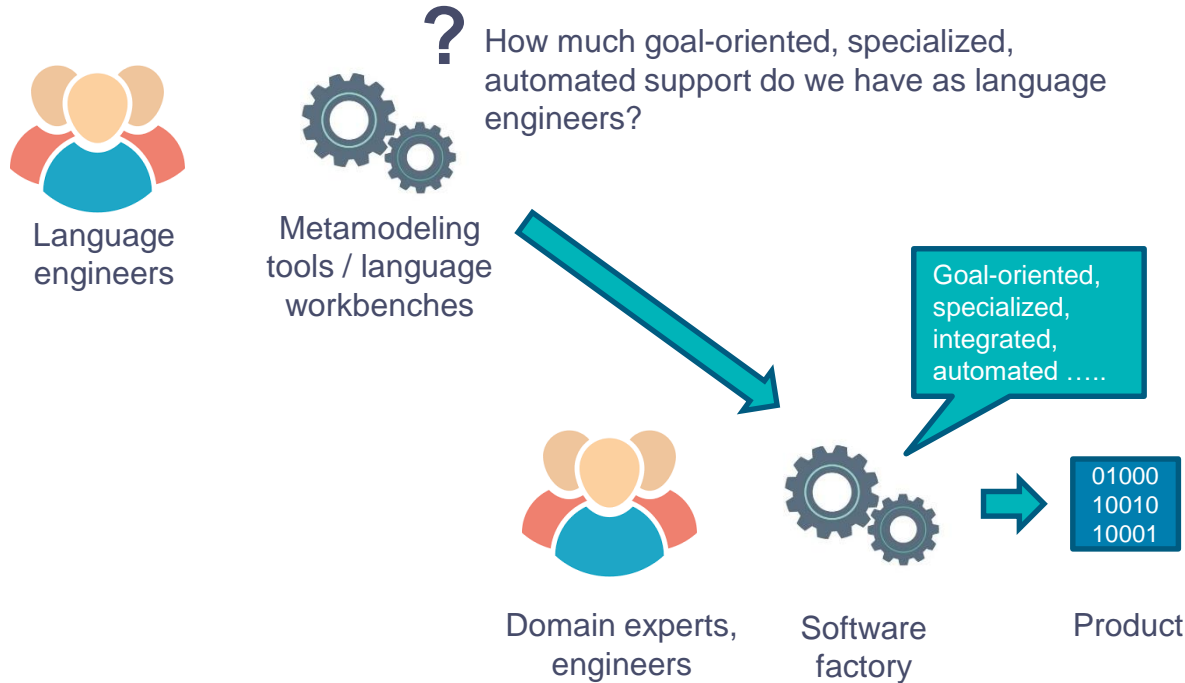 ?
How much goal-oriented, specialized,
automated support do we have as language
engineers?
Language
engineers
Metamodeling
tools / language
workbenches
Goal-oriented,
specialized,
integrated,
automated …..
01000
10010
10001
Domain experts,
engineers
Software
factory
Product